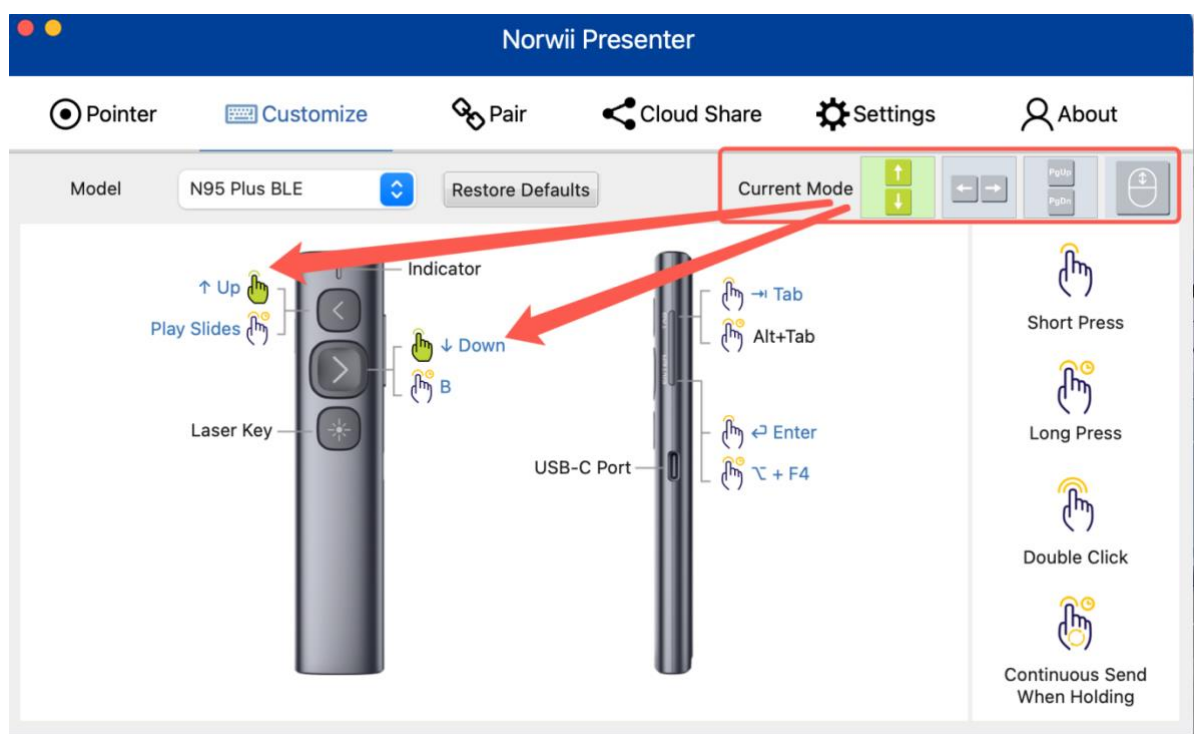 Norwii Presenter
Pointer
Customize
Pair
Cloud Share
Settings
About
Model
N95 Plus BLE
Restore Defaults
Current Mode
↑
↓
←
→
PgUp
PgDn
Indicator
↑ Up
Play Slides
↓ Down
B
Laser Key
Tab
Alt+Tab
USB-C Port
Enter
⌥ + F4
Short Press
Long Press
Double Click
Continuous Send
When Holding